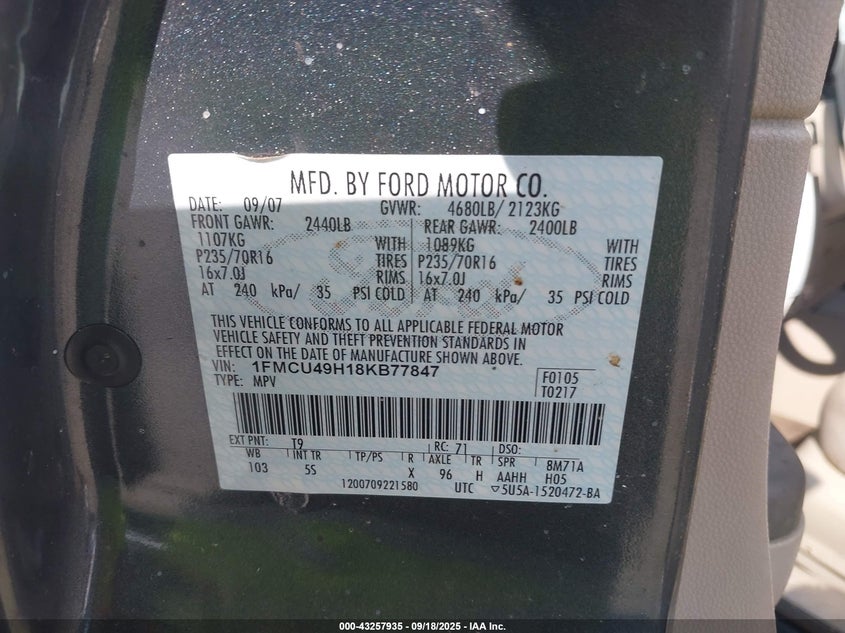 MFD. BY FORD MOTOR CO.
DATE: 09/07 GVWR: 4680LB/ 2123KG
FRONT GAWR: 2440LB REAR GAWR: 2400LB
1107KG WITH 1089KG WITH
P235/70R16 TIRES P235/70R16 TIRES
16x7.0J RIMS 16x7.0J RIMS
AT 240 kPa/ 35 PSI COLD AT 240 kPa/ 35 PSI COLD
THIS VEHICLE CONFORMS TO ALL APPLICABLE FEDERAL MOTOR
VEHICLE SAFETY AND THEFT PREVENTION STANDARDS IN
EFFECT ON THE DATE OF MANUFACTURE SHOWN ABOVE.
VIN: 1FMCU49H18KB77847
TYPE: MPV
F0105
T0217
EXT PNT: T9 RC: 71 DSO:
WB INT TR TP/PS R AXLE TR SPR 8M71A
103 5S X 96 H AAHH H05
1200709221580 UTC ▽5U5A-1520472-BA
000-43257935 - 09/18/2025 - IAA Inc.